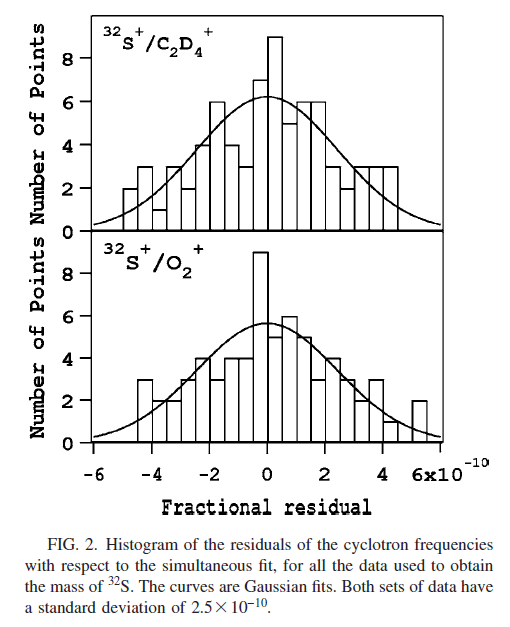 ³²S⁺/C₂D₄⁺
Number of Points
8
6
4
2
0
³²S⁺/O₂⁺
Number of Points
8
6
4
2
0
-6 -4 -2 0 2 4 6x10⁻¹⁰
Fractional residual
FIG. 2. Histogram of the residuals of the cyclotron frequencies
with respect to the simultaneous fit, for all the data used to obtain
the mass of ³²S. The curves are Gaussian fits. Both sets of data have
a standard deviation of 2.5×10⁻¹⁰.